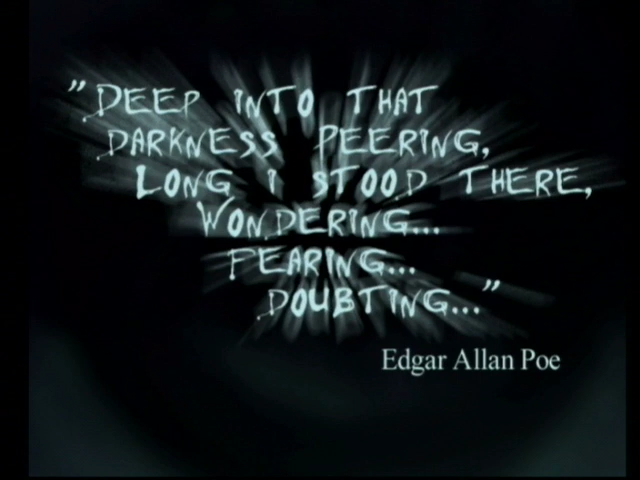 "DEEP INTO THAT
DARKNESS PEERING,
LONG I STOOD THERE,
WONDERING...
FEARING...
DOUBTING..."
Edgar Allan Poe